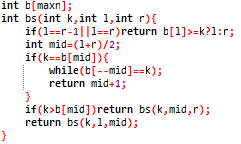 int b[maxn];
int bs(int k,int l,int r){
    if(l==r-1||l==r)return b[l]>=k?l:r;
    int mid=(l+r)/2;
    if(k==b[mid]){
        while(b[--mid]==k);
        return mid+1;
    }
    if(k>b[mid])return bs(k,mid,r);
    return bs(k,l,mid);
}